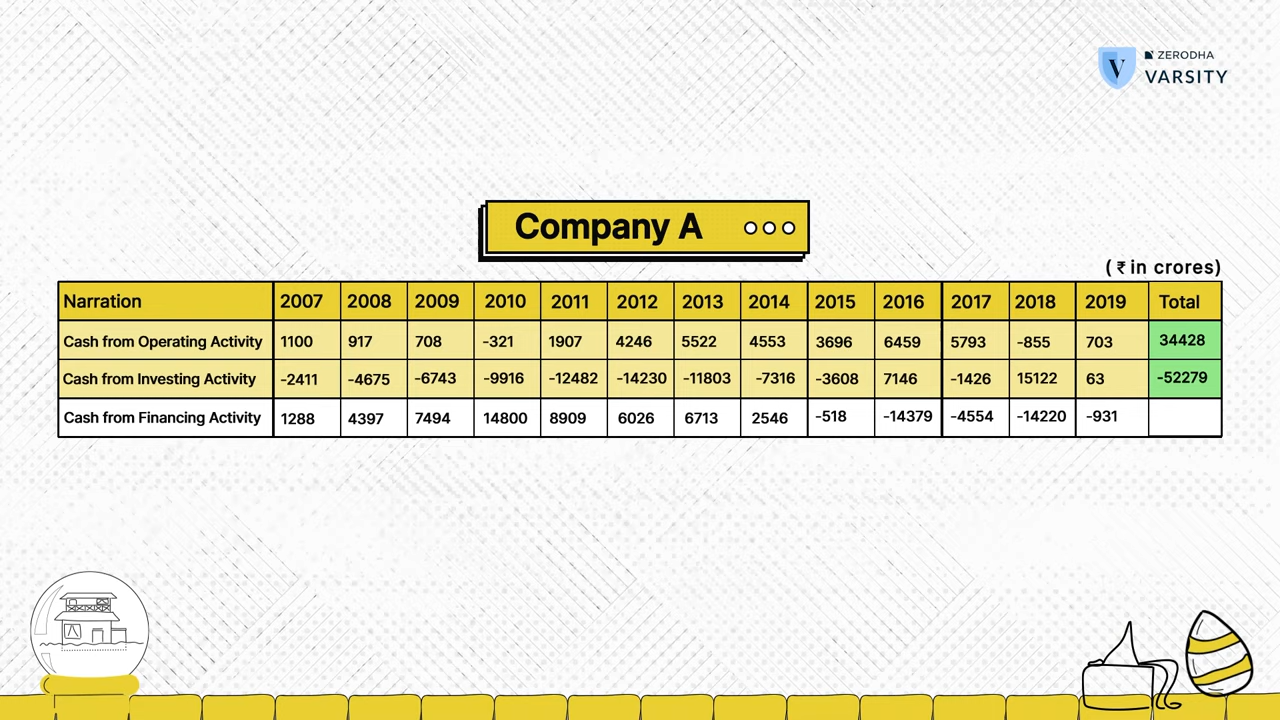 ZERODHA
VARSITY
Company A
( ₹ in crores)
Narration 2007 2008 2009 2010 2011 2012 2013 2014 2015 2016 2017 2018 2019 Total
Cash from Operating Activity 1100 917 708 -321 1907 4246 5522 4553 3696 6459 5793 -855 703 34428
Cash from Investing Activity -2411 -4675 -6743 -9916 -12482 -14230 -11803 -7316 -3608 7146 -1426 15122 63 -52279
Cash from Financing Activity 1288 4397 7494 14800 8909 6026 6713 2546 -518 -14379 -4554 -14220 -931